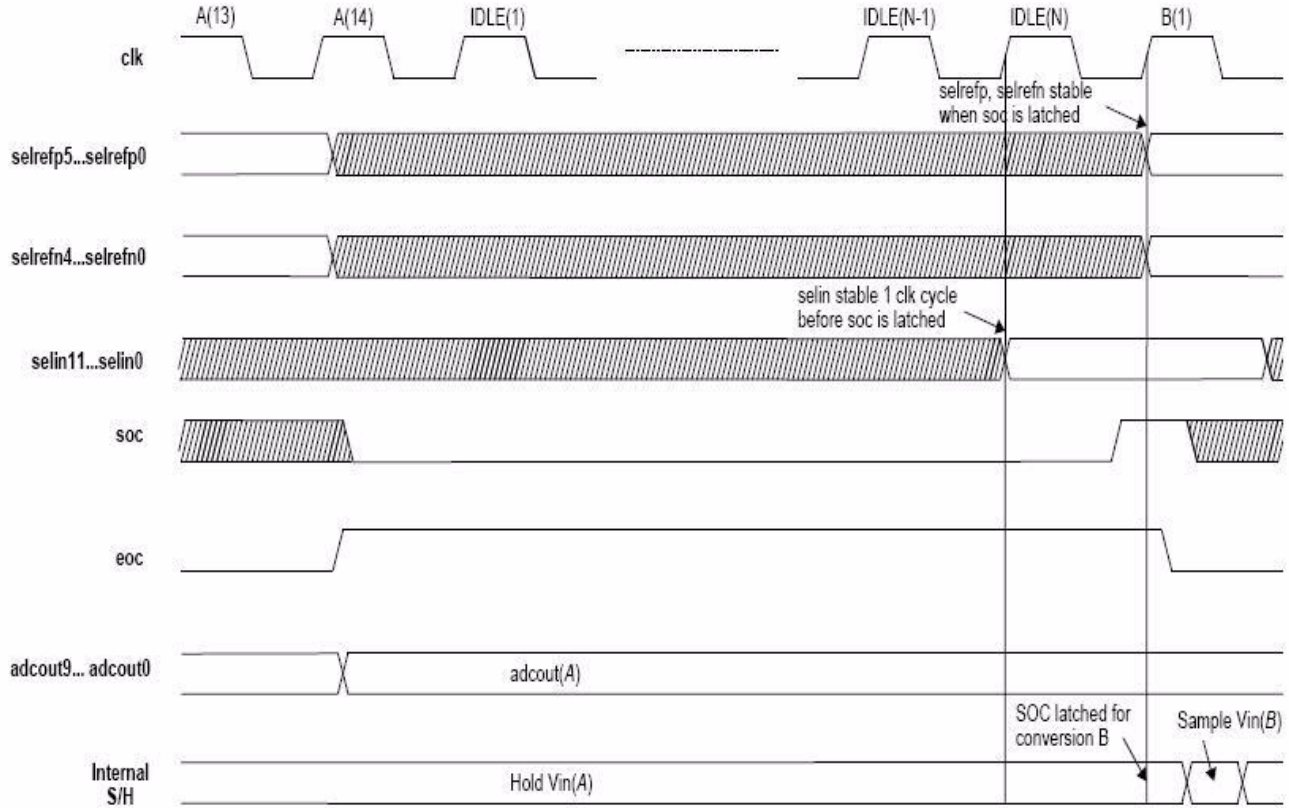 A(13) A(14) IDLE(1) IDLE(N-1) IDLE(N) B(1)
clk
selrefp, selrefn stable
when soc is latched
selrefp5...selrefp0
selrefn4...selrefn0
selin stable 1 clk cycle
before soc is latched
selin11...selin0
soc
eoc
adcout9... adcout0
adcout(A)
SOC latched for
conversion B
Sample Vin(B)
Internal
S/H
Hold Vin(A)